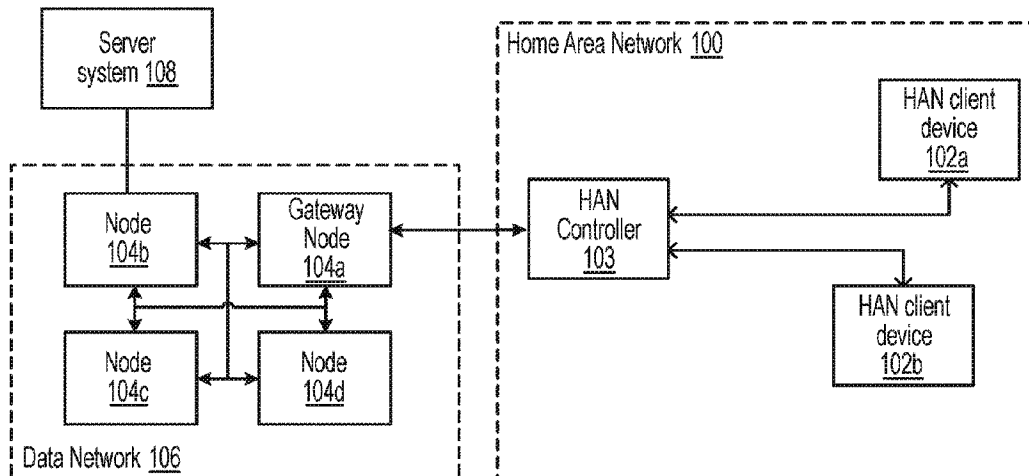 Server
system 108
Home Area Network 100
HAN client
device
102a
Node
104b
Gateway
Node
104a
HAN
Controller
103
HAN client
device
102b
Node
104c
Node
104d
Data Network 106